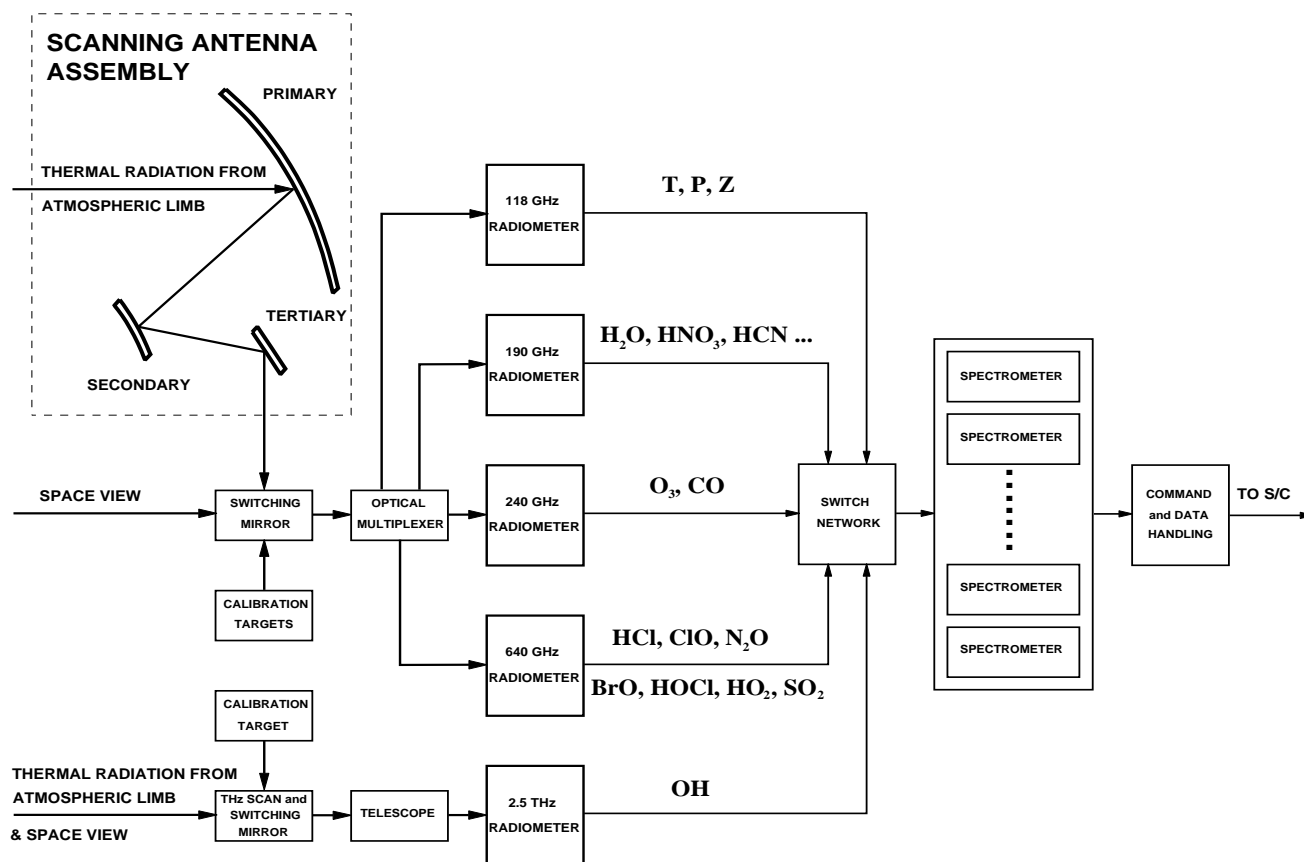 SCANNING ANTENNA
ASSEMBLY
PRIMARY
THERMAL RADIATION FROM
ATMOSPHERIC LIMB
TERTIARY
SECONDARY
118 GHz
RADIOMETER
T, P, Z
190 GHz
RADIOMETER
H₂O, HNO₃, HCN ...
SPACE VIEW
SWITCHING
MIRROR
OPTICAL
MULTIPLEXER
240 GHz
RADIOMETER
O₃, CO
SWITCH
NETWORK
SPECTROMETER
SPECTROMETER
SPECTROMETER
SPECTROMETER
COMMAND
and DATA
HANDLING
TO S/C
CALIBRATION
TARGETS
640 GHz
RADIOMETER
HCl, ClO, N₂O
BrO, HOCl, HO₂, SO₂
CALIBRATION
TARGET
THERMAL RADIATION FROM
ATMOSPHERIC LIMB
& SPACE VIEW
THz SCAN and
SWITCHING
MIRROR
TELESCOPE
2.5 THz
RADIOMETER
OH